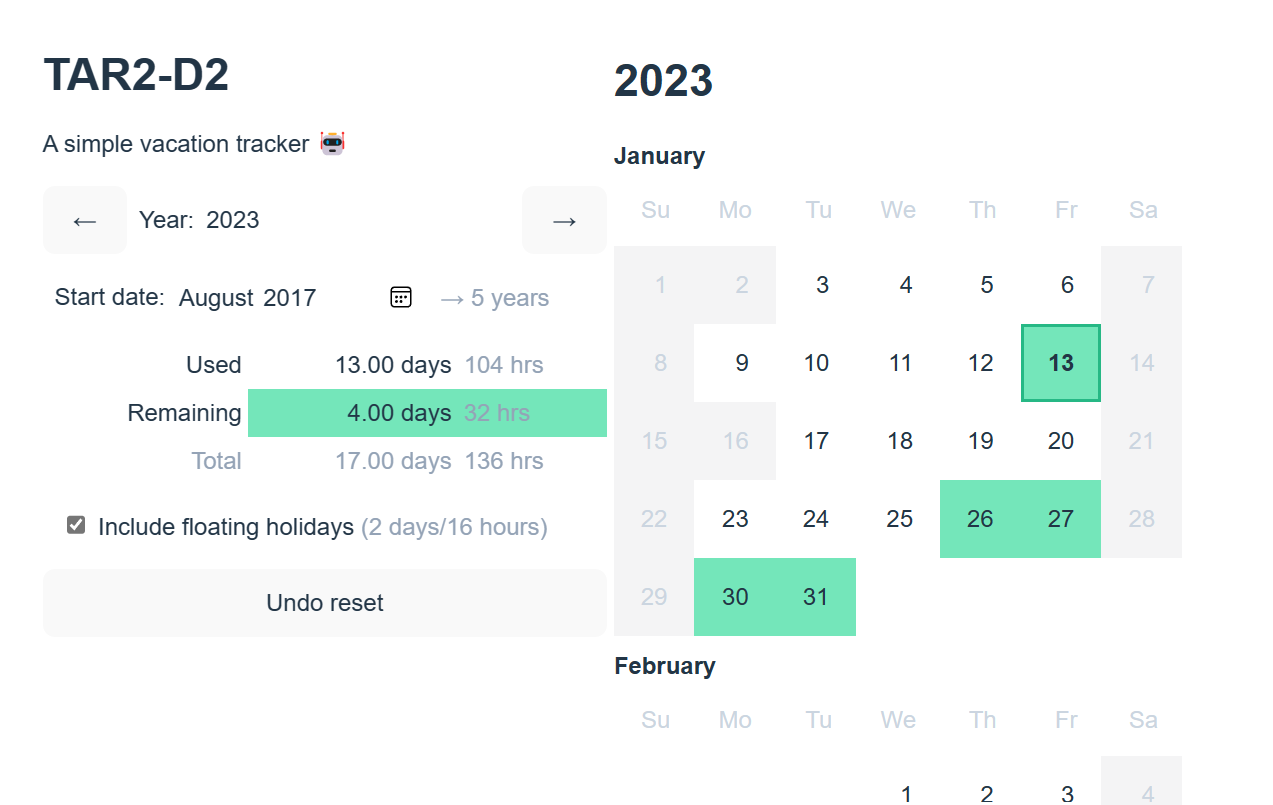 TAR2-D2
A simple vacation tracker 🤖
← Year: 2023 →
Start date: August 2017 → 5 years
Used 13.00 days 104 hrs
Remaining 4.00 days 32 hrs
Total 17.00 days 136 hrs
Include floating holidays (2 days/16 hours)
Undo reset
2023
January
Su Mo Tu We Th Fr Sa
1 2 3 4 5 6 7
8 9 10 11 12 13 14
15 16 17 18 19 20 21
22 23 24 25 26 27 28
29 30 31
February
Su Mo Tu We Th Fr Sa
1 2 3 4